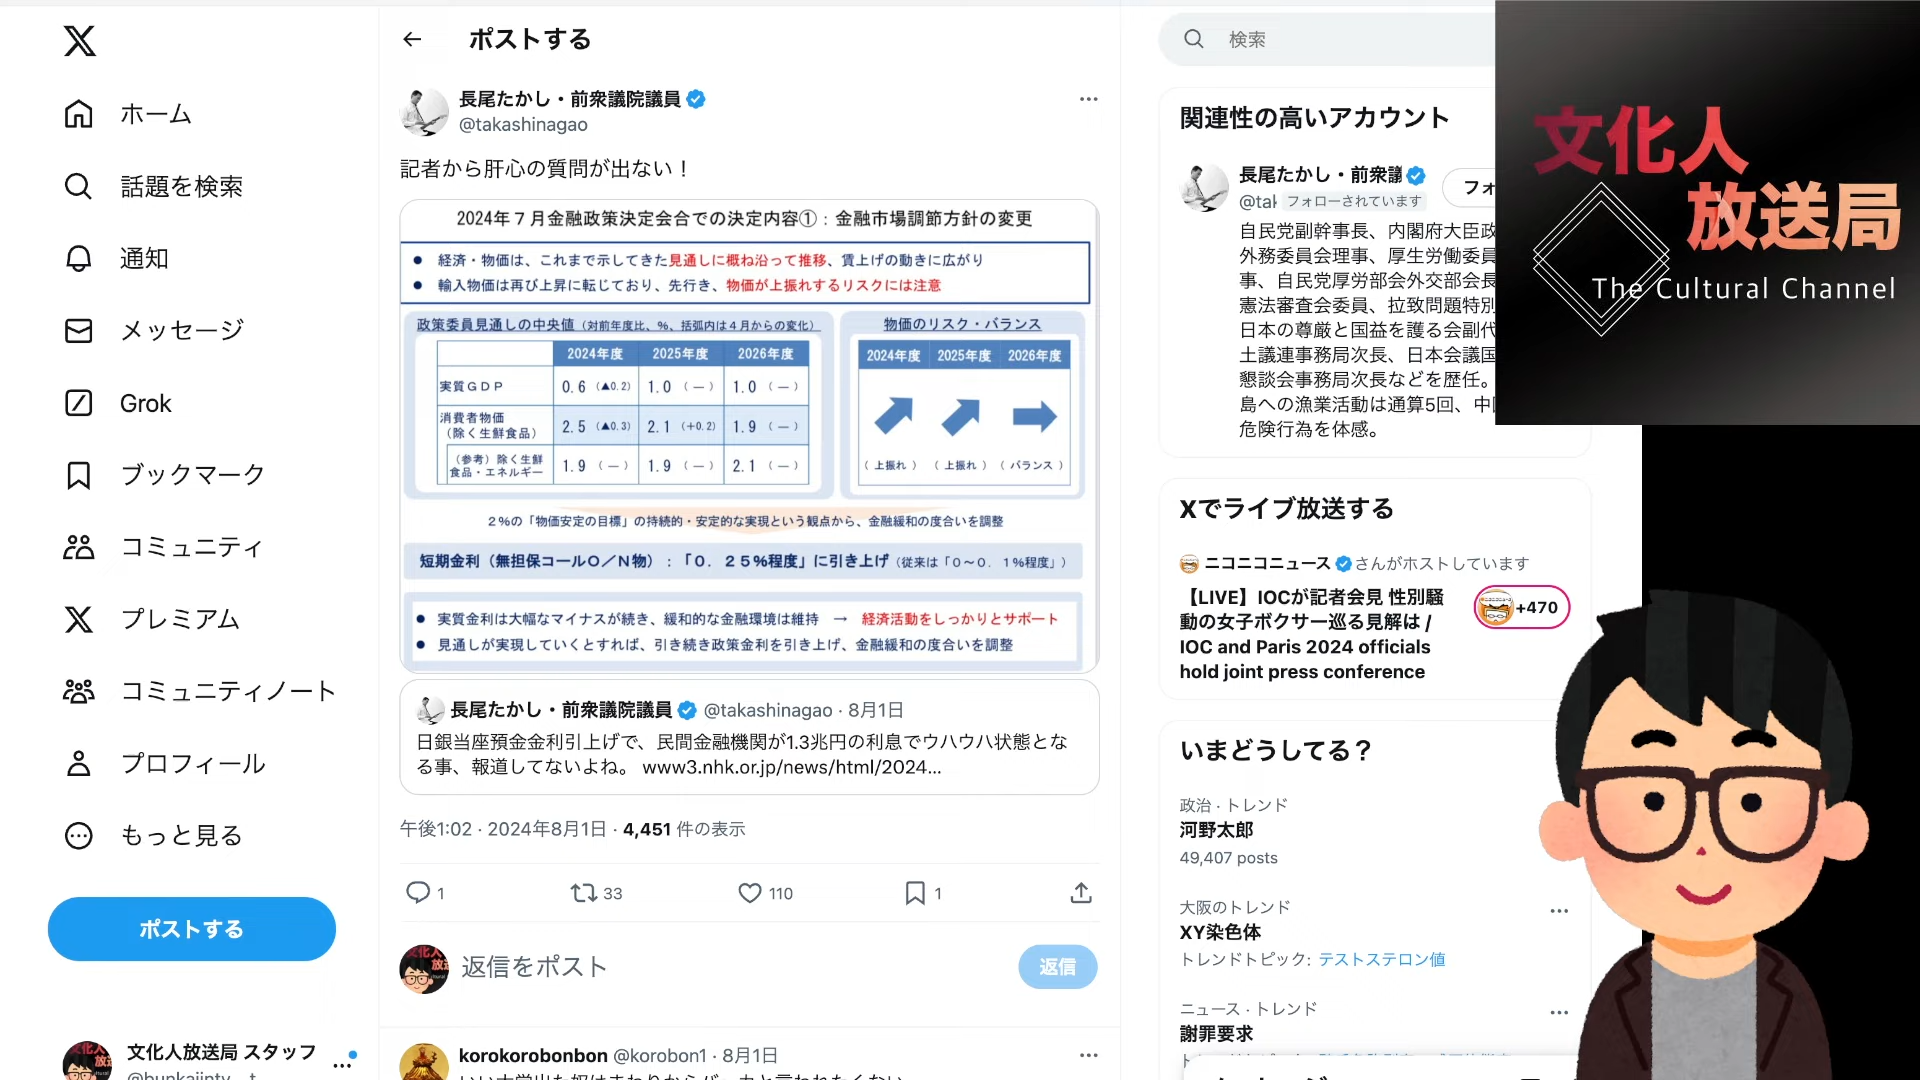 ホーム
話題を検索
通知
メッセージ
Grok
ブックマーク
コミュニティ
プレミアム
コミュニティノート
プロフィール
もっと見る
ポストする
文化人放送局 スタッフ
ポストする
長尾たかし・前衆議院議員
@takashinagao
記者から肝心の質問が出ない！
2024年７月金融政策決定会合での決定内容①：金融市場調節方針の変更
● 経済・物価は、これまで示してきた見通しに概ね沿って推移、賃上げの動きに広がり
● 輸入物価は再び上昇に転じており、先行き、物価が上振れするリスクには注意
政策委員見通しの中央値（対前年度比、%、括弧内は４月からの変化）
2024年度 2025年度 2026年度
実質ＧＤＰ 0.6（▲0.2） 1.0（ー） 1.0（ー）
消費者物価
（除く生鮮食品） 2.5（▲0.3） 2.1（+0.2） 1.9（ー）
（参考）除く生鮮
食品・エネルギー 1.9（ー） 1.9（ー） 2.1（ー）
物価のリスク・バランス
2024年度 2025年度 2026年度
（上振れ） （上振れ） （バランス）
２％の「物価安定の目標」の持続的・安定的な実現という観点から、金融緩和の度合いを調整
短期金利（無担保コールＯ／Ｎ物）：「０．２５％程度」に引き上げ（従来は「０〜０．１％程度」）
● 実質金利は大幅なマイナスが続き、緩和的な金融環境は維持 → 経済活動をしっかりとサポート
● 見通しが実現していくとすれば、引き続き政策金利を引き上げ、金融緩和の度合いを調整
長尾たかし・前衆議院議員 @takashinagao · 8月1日
日銀当座預金金利引上げで、民間金融機関が1.3兆円の利息でウハウハ状態とな
る事、報道してないよね。 www3.nhk.or.jp/news/html/2024...
午後1:02 · 2024年8月1日 · 4,451 件の表示
1 33 110 1
返信をポスト
返信
korokorobonbon @korobon1 · 8月1日
検索
関連性の高いアカウント
長尾たかし・前衆議
フォ
@tal フォローされています
自民党副幹事長、内閣府大臣政
外務委員会理事、厚生労働委員
事、自民党厚労部会外交部会長
憲法審査会委員、拉致問題特別
日本の尊厳と国益を護る会副代
土議連事務局次長、日本会議国
懇談会事務局次長などを歴任。
島への漁業活動は通算5回、中
危険行為を体感。
Xでライブ放送する
ニコニコニュース さんがホストしています
【LIVE】IOCが記者会見 性別騒
動の女子ボクサー巡る見解は /
IOC and Paris 2024 officials
hold joint press conference
+470
いまどうしてる？
政治 · トレンド
河野太郎
49,407 posts
大阪のトレンド
XY染色体
トレンドトピック: テストステロン値
ニュース · トレンド
謝罪要求
文化人
放送局
The Cultural Channel